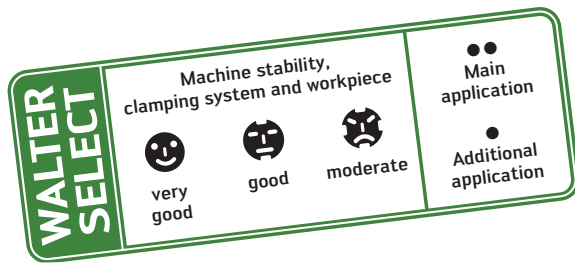 WALTER
SELECT
Machine stability,
clamping system and workpiece
very
good
good
moderate
Main
application
Additional
application